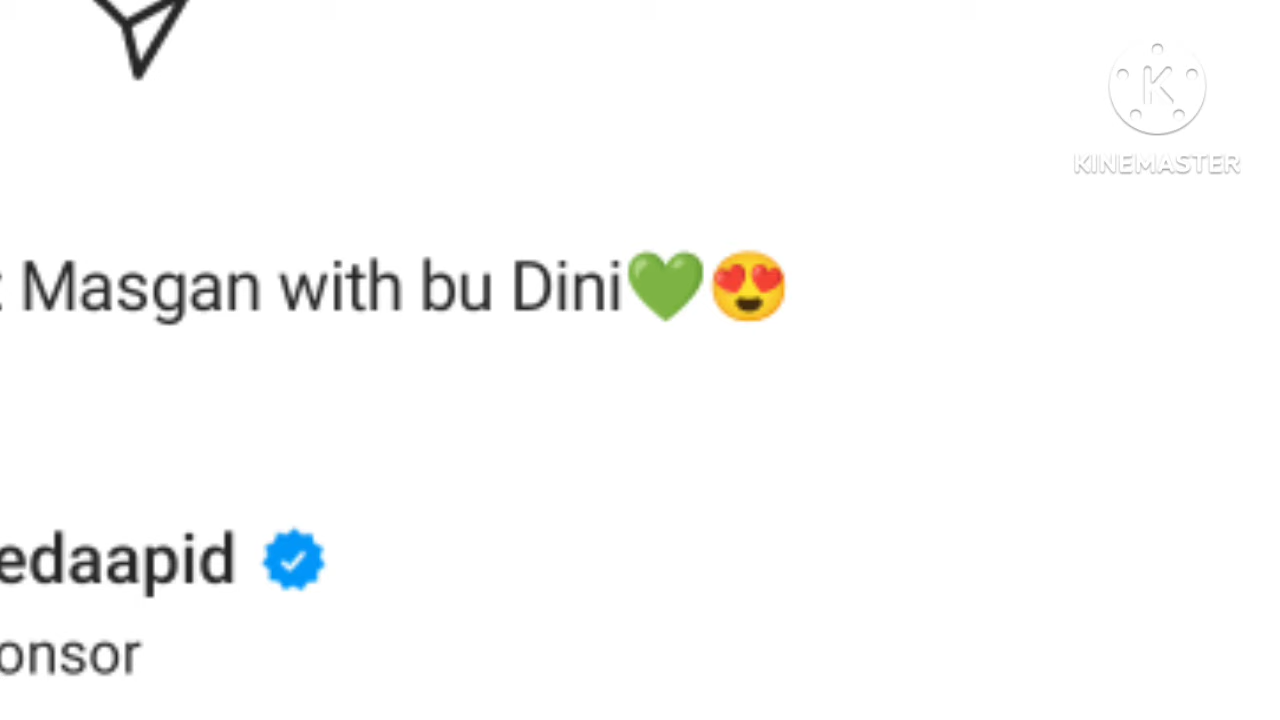 KINEMASTER
: Masgan with bu Dini💚😍
edaapid
onsor